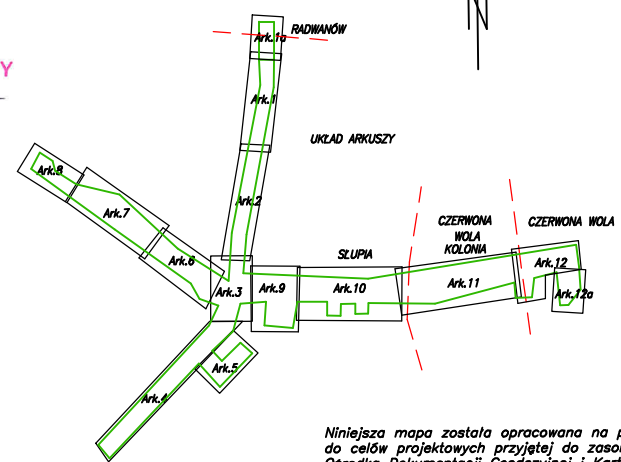 N
RADWANÓW
Ark.1a
Y
Ark.1
UKŁAD ARKUSZY
Ark.8
Ark.2
Ark.7
CZERWONA
WOLA
KOLONIA
CZERWONA WOLA
SŁUPIA
Ark.6
Ark.3
Ark.9
Ark.10
Ark.11
Ark.12
Ark.12a
Ark.5
Ark.4
Niniejsza mapa została opracowana na p
do celów projektowych przyjętej do zaso